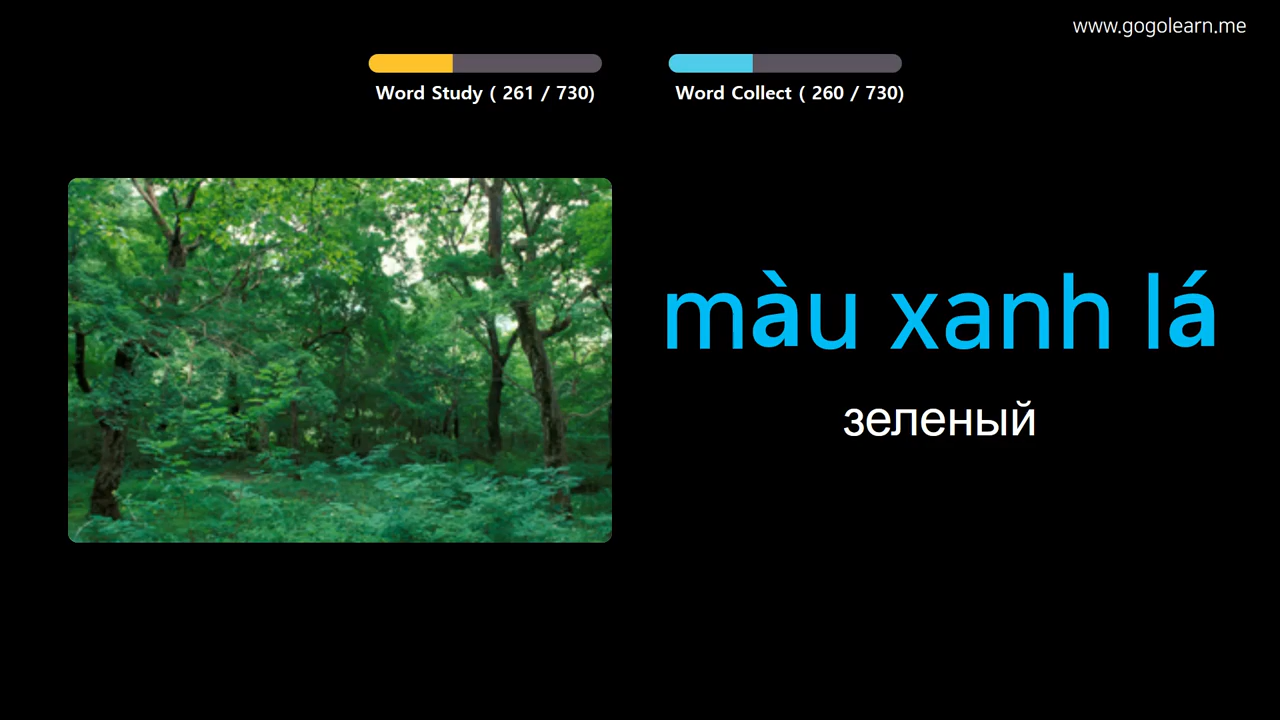 www.gogolearn.me
Word Study ( 261 / 730)
Word Collect ( 260 / 730)
màu xanh lá
зеленый